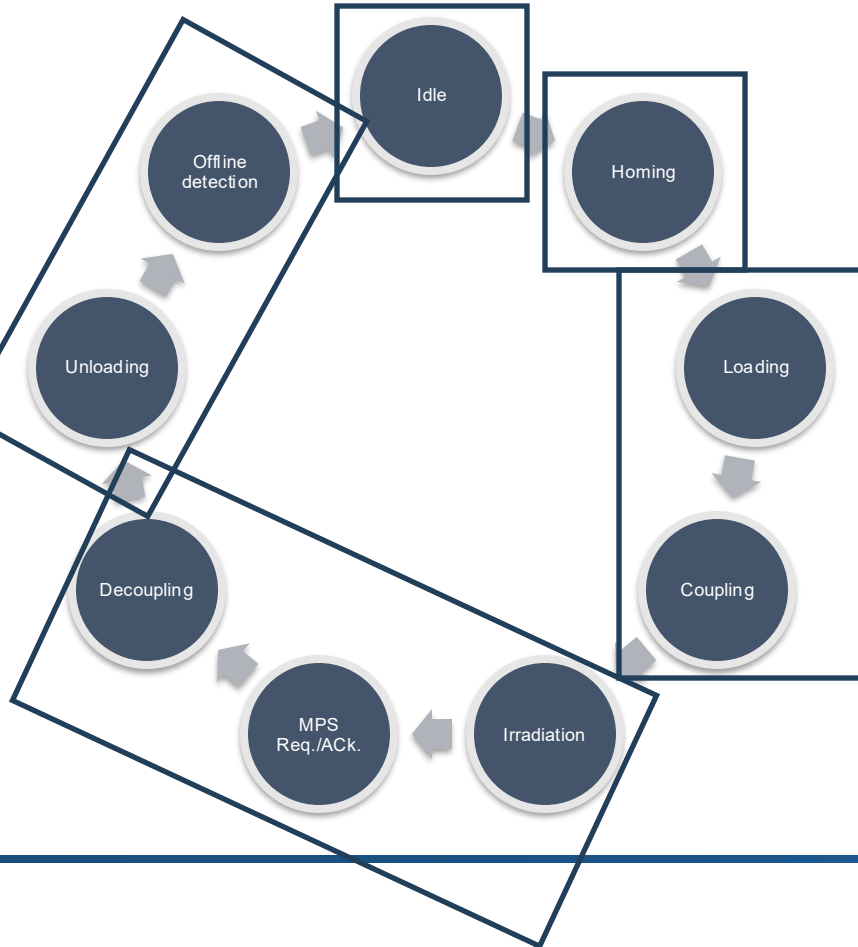 Idle
Homing
Loading
Coupling
Irradiation
MPS
Req./ACk.
Decoupling
Unloading
Offline
detection